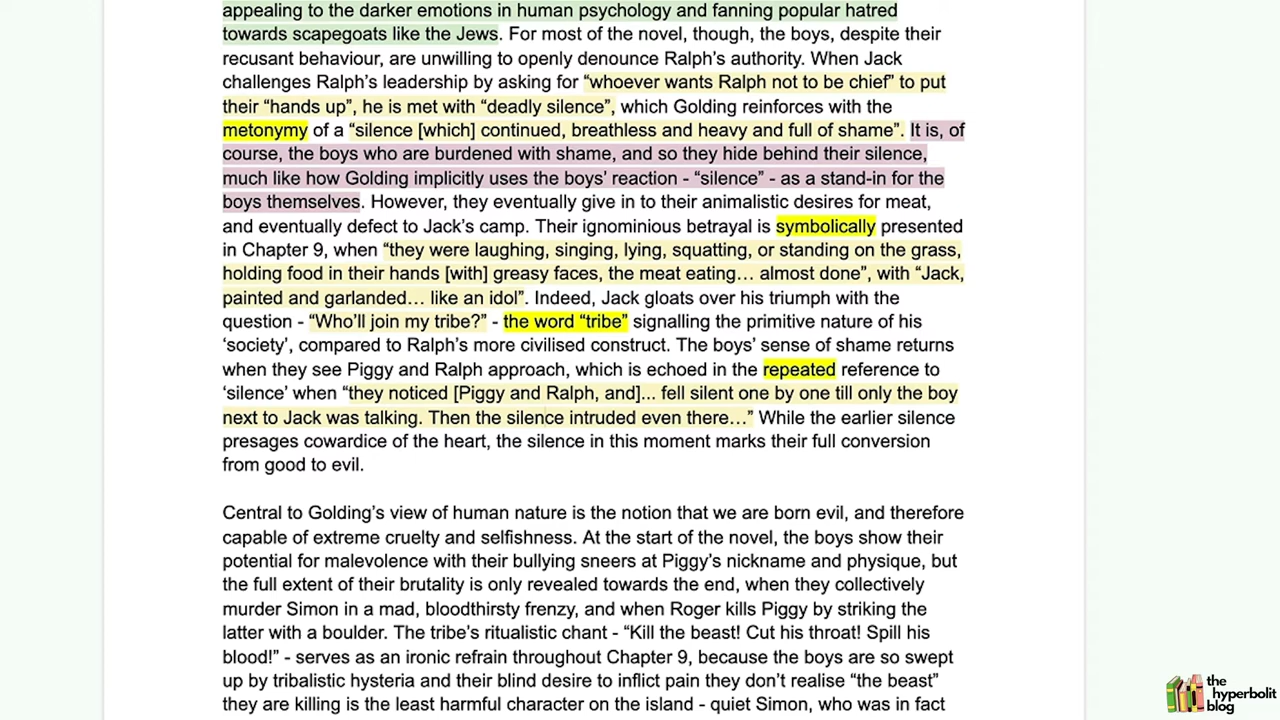 appealing to the darker emotions in human psychology and fanning popular hatred
towards scapegoats like the Jews. For most of the novel, though, the boys, despite their
recusant behaviour, are unwilling to openly denounce Ralph’s authority. When Jack
challenges Ralph’s leadership by asking for “whoever wants Ralph not to be chief” to put
their “hands up”, he is met with “deadly silence”, which Golding reinforces with the
metonymy of a “silence [which] continued, breathless and heavy and full of shame”. It is, of
course, the boys who are burdened with shame, and so they hide behind their silence,
much like how Golding implicitly uses the boys’ reaction - “silence” - as a stand-in for the
boys themselves. However, they eventually give in to their animalistic desires for meat,
and eventually defect to Jack’s camp. Their ignominious betrayal is symbolically presented
in Chapter 9, when “they were laughing, singing, lying, squatting, or standing on the grass,
holding food in their hands [with] greasy faces, the meat eating… almost done”, with “Jack,
painted and garlanded… like an idol”. Indeed, Jack gloats over his triumph with the
question - “Who’ll join my tribe?” - the word “tribe” signalling the primitive nature of his
‘society’, compared to Ralph’s more civilised construct. The boys’ sense of shame returns
when they see Piggy and Ralph approach, which is echoed in the repeated reference to
‘silence’ when “they noticed [Piggy and Ralph, and]... fell silent one by one till only the boy
next to Jack was talking. Then the silence intruded even there…” While the earlier silence
presages cowardice of the heart, the silence in this moment marks their full conversion
from good to evil.
Central to Golding’s view of human nature is the notion that we are born evil, and therefore
capable of extreme cruelty and selfishness. At the start of the novel, the boys show their
potential for malevolence with their bullying sneers at Piggy’s nickname and physique, but
the full extent of their brutality is only revealed towards the end, when they collectively
murder Simon in a mad, bloodthirsty frenzy, and when Roger kills Piggy by striking the
latter with a boulder. The tribe’s ritualistic chant - “Kill the beast! Cut his throat! Spill his
blood!” - serves as an ironic refrain throughout Chapter 9, because the boys are so swept
up by tribalistic hysteria and their blind desire to inflict pain they don’t realise “the beast”
they are killing is the least harmful character on the island - quiet Simon, who was in fact
the
hyperbolit
blog